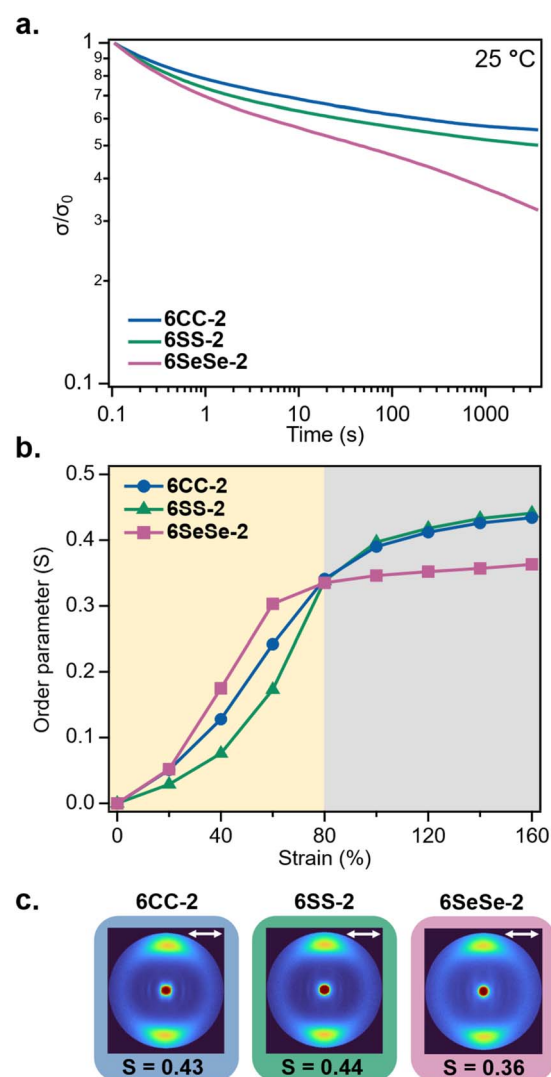 a.
25 °C
1
9
8
7
6
5
4
3
2
0.1
σ/σ0
6CC-2
6SS-2
6SeSe-2
0.1 1 10 100 1000
Time (s)
b.
0.5
0.4
0.3
0.1
0.1
0.0
Order parameter (S)
6CC-2
6SS-2
6SeSe-2
0 40 80 120 160
Strain (%)
c.
6CC-2 6SS-2 6SeSe-2
S = 0.43 S = 0.44 S = 0.36